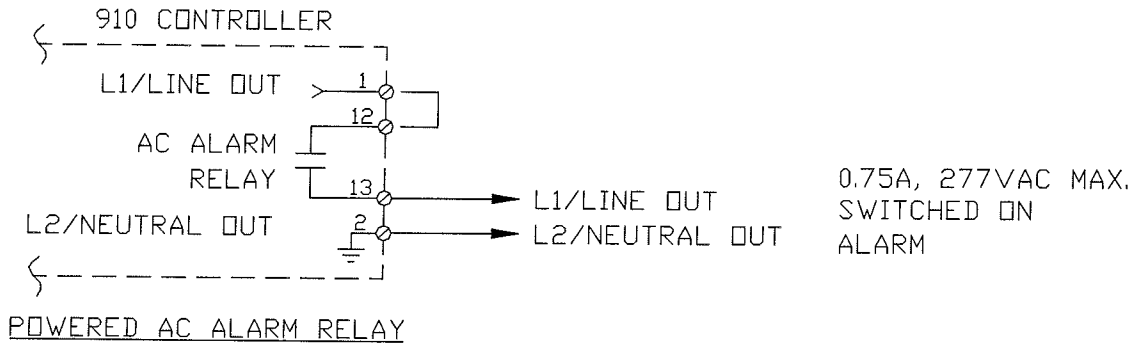 910 CONTROLLER
L1/LINE OUT
1
12
AC ALARM
RELAY
13
L1/LINE OUT
0.75A, 277VAC MAX.
SWITCHED ON
ALARM
L2/NEUTRAL OUT
2
L2/NEUTRAL OUT
POWERED AC ALARM RELAY